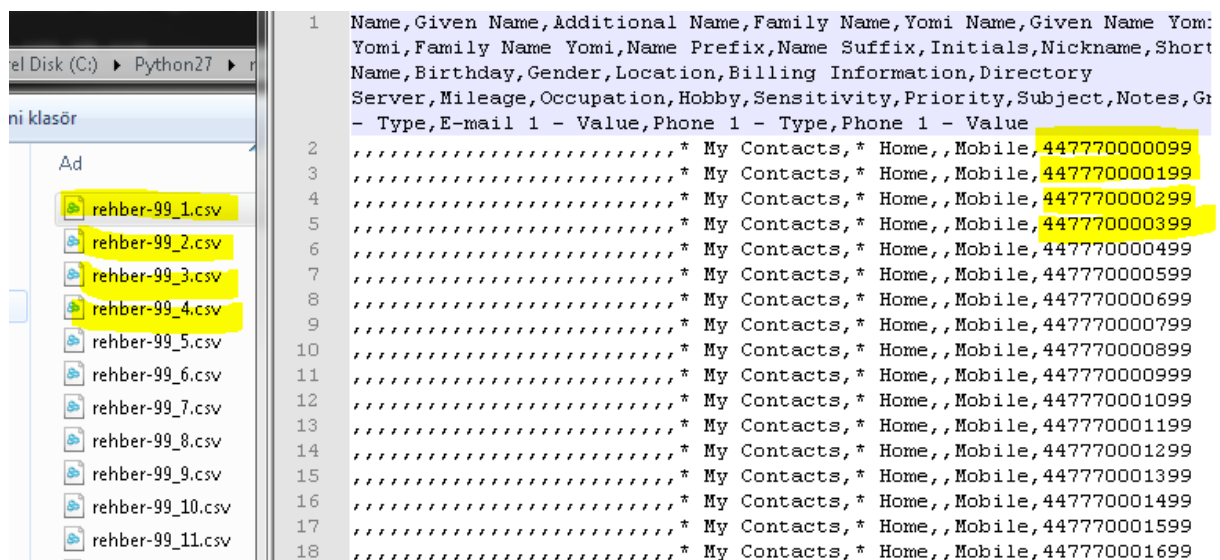 el Disk (C:) ▸ Python27 ▸
ni klasör
Ad
rehber-99_1.csv
rehber-99_2.csv
rehber-99_3.csv
rehber-99_4.csv
rehber-99_5.csv
rehber-99_6.csv
rehber-99_7.csv
rehber-99_8.csv
rehber-99_9.csv
rehber-99_10.csv
rehber-99_11.csv
1 Name,Given Name,Additional Name,Family Name,Yomi Name,Given Name Yomi
Yomi,Family Name Yomi,Name Prefix,Name Suffix,Initials,Nickname,Short
Name,Birthday,Gender,Location,Billing Information,Directory
Server,Mileage,Occupation,Hobby,Sensitivity,Priority,Subject,Notes,Gr
- Type,E-mail 1 - Value,Phone 1 - Type,Phone 1 - Value
2 ,,,,,,,,,,,,,,,,,,,,,,,,,,* My Contacts,* Home,,Mobile,447770000099
3 ,,,,,,,,,,,,,,,,,,,,,,,,,,* My Contacts,* Home,,Mobile,447770000199
4 ,,,,,,,,,,,,,,,,,,,,,,,,,,* My Contacts,* Home,,Mobile,447770000299
5 ,,,,,,,,,,,,,,,,,,,,,,,,,,* My Contacts,* Home,,Mobile,447770000399
6 ,,,,,,,,,,,,,,,,,,,,,,,,,,* My Contacts,* Home,,Mobile,447770000499
7 ,,,,,,,,,,,,,,,,,,,,,,,,,,* My Contacts,* Home,,Mobile,447770000599
8 ,,,,,,,,,,,,,,,,,,,,,,,,,,* My Contacts,* Home,,Mobile,447770000699
9 ,,,,,,,,,,,,,,,,,,,,,,,,,,* My Contacts,* Home,,Mobile,447770000799
10 ,,,,,,,,,,,,,,,,,,,,,,,,,,* My Contacts,* Home,,Mobile,447770000899
11 ,,,,,,,,,,,,,,,,,,,,,,,,,,* My Contacts,* Home,,Mobile,447770000999
12 ,,,,,,,,,,,,,,,,,,,,,,,,,,* My Contacts,* Home,,Mobile,447770001099
13 ,,,,,,,,,,,,,,,,,,,,,,,,,,* My Contacts,* Home,,Mobile,447770001199
14 ,,,,,,,,,,,,,,,,,,,,,,,,,,* My Contacts,* Home,,Mobile,447770001299
15 ,,,,,,,,,,,,,,,,,,,,,,,,,,* My Contacts,* Home,,Mobile,447770001399
16 ,,,,,,,,,,,,,,,,,,,,,,,,,,* My Contacts,* Home,,Mobile,447770001499
17 ,,,,,,,,,,,,,,,,,,,,,,,,,,* My Contacts,* Home,,Mobile,447770001599
18 ,,,,,,,,,,,,,,,,,,,,,,,,,,* My Contacts,* Home,,Mobile,447770001699